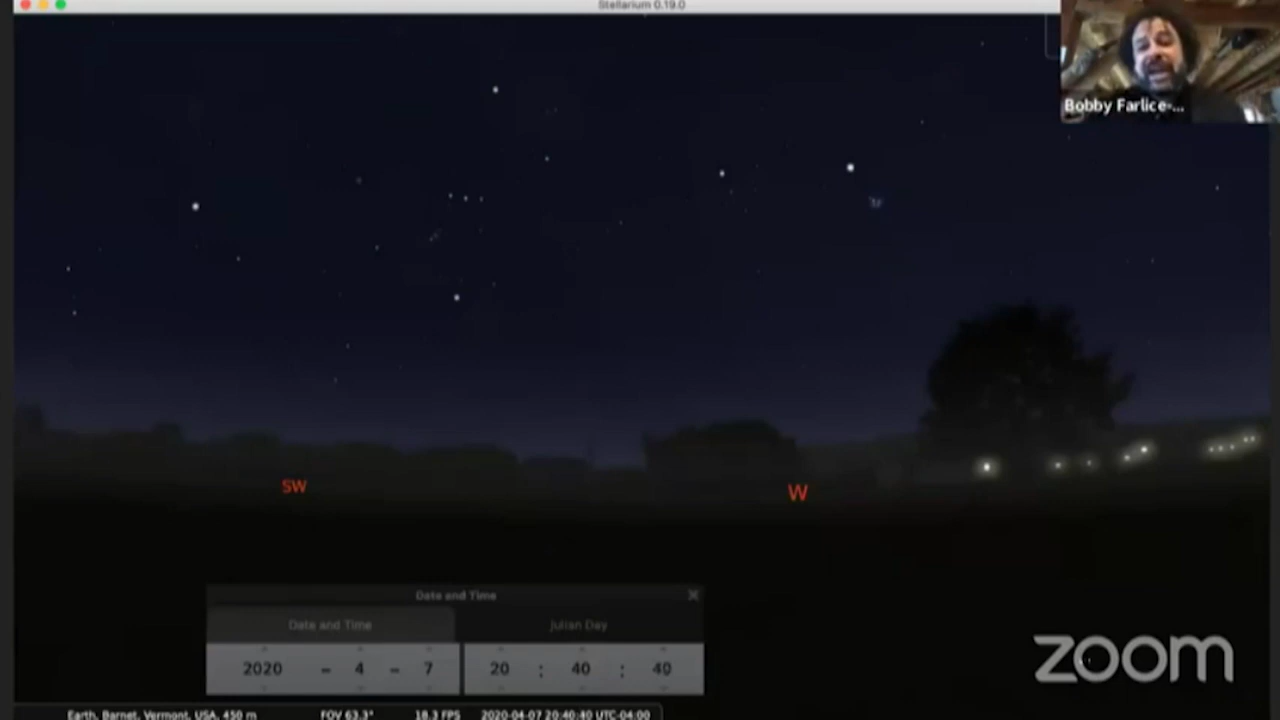 Stellarium 0.19.0
Bobby Farlice-...
SW
W
Date and Time
Date and Time Julian Day
2020 - 4 - 7 20 : 40 : 40
zoom
Earth, Barnet, Vermont, USA, 450 m FOV 63.3° 18.3 FPS 2020-04-07 20:40:40 UTC-04:00